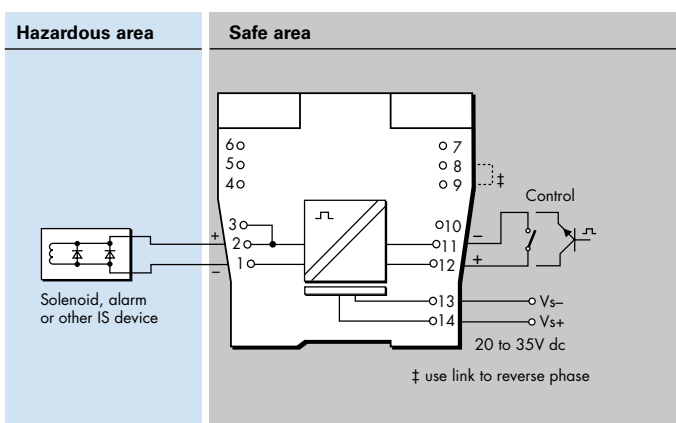 Hazardous area
Safe area
6
5
4
3
2
1
+
–
7
8
9
‡
10
11
12
13
14
Control
–
+
Vs–
Vs+
20 to 35V dc
Solenoid, alarm
or other IS device
‡ use link to reverse phase